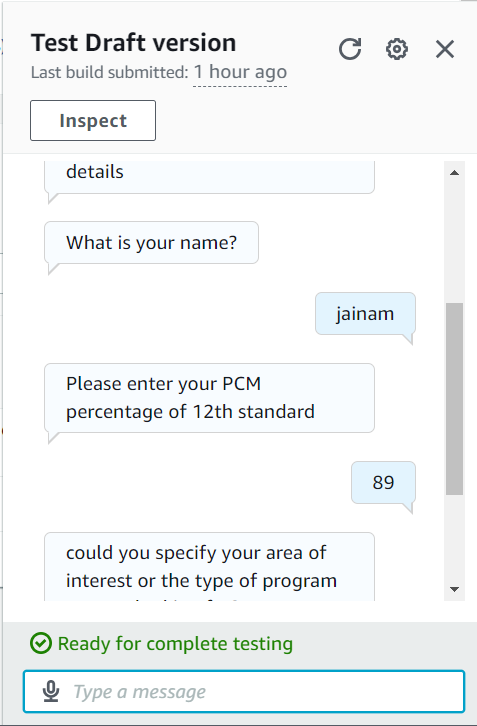 Test Draft version
Last build submitted: 1 hour ago
Inspect
details
What is your name?
jainam
Please enter your PCM
percentage of 12th standard
89
could you specify your area of
interest or the type of program
Ready for complete testing
Type a message